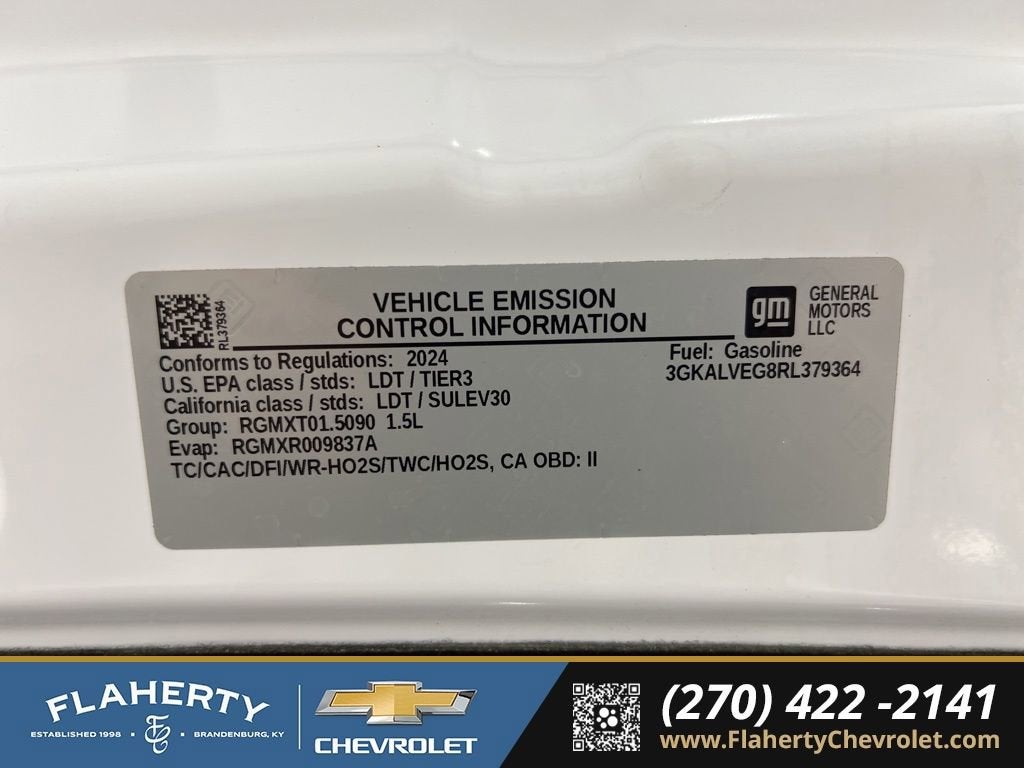 VEHICLE EMISSION
CONTROL INFORMATION
RL379364
gm
GENERAL
MOTORS
LLC
Conforms to Regulations: 2024
U.S. EPA class / stds: LDT / TIER3
California class / stds: LDT / SULEV30
Group: RGMXT01.5090 1.5L
Evap: RGMXR009837A
TC/CAC/DFI/WR-HO2S/TWC/HO2S, CA OBD: II
Fuel: Gasoline
3GKALVEG8RL379364
FLAHERTY
ESTABLISHED 1998 • • BRANDENBURG, KY
CHEVROLET
(270) 422 -2141
www.FlahertyChevrolet.com